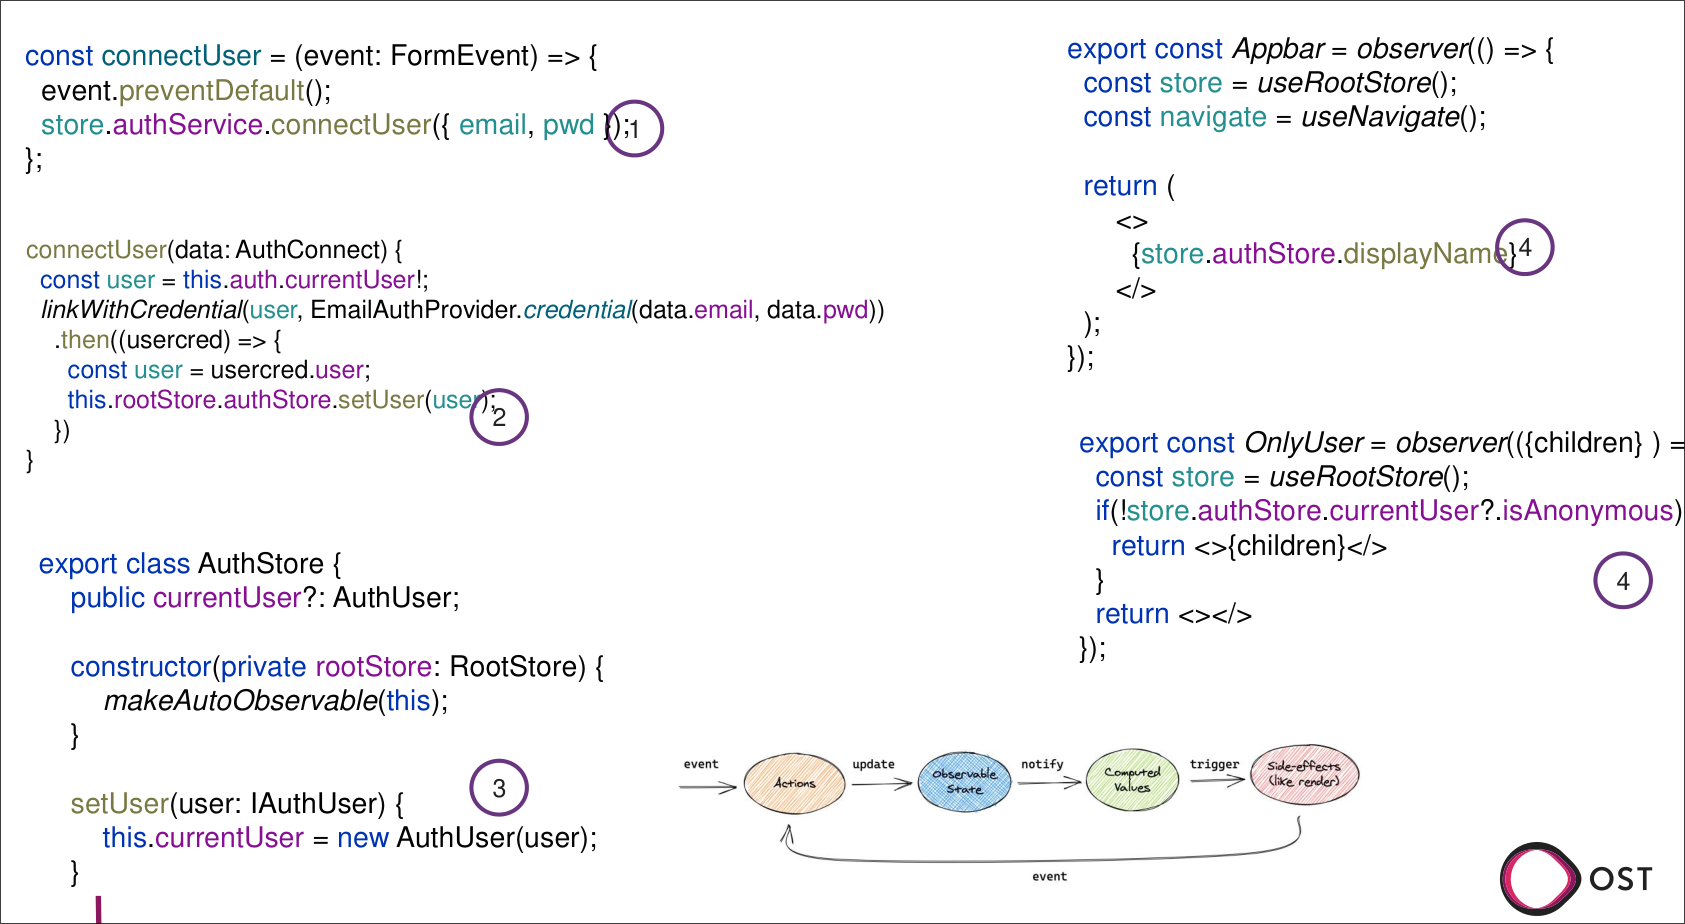 const connectUser = (event: FormEvent) => {
event.preventDefault();
store.authService.connectUser({ email, pwd });
1
};
connectUser(data: AuthConnect) {
const user = this.auth.currentUser!;
linkWithCredential(user, EmailAuthProvider.credential(data.email, data.pwd))
.then((usercred) => {
const user = usercred.user;
this.rootStore.authStore.setUser(user);
2
})
}
export class AuthStore {
public currentUser?: AuthUser;
constructor(private rootStore: RootStore) {
makeAutoObservable(this);
}
3
setUser(user: IAuthUser) {
this.currentUser = new AuthUser(user);
}
export const Appbar = observer(() => {
const store = useRootStore();
const navigate = useNavigate();
return (
<>
{store.authStore.displayName}
4
</>
);
});
export const OnlyUser = observer(({children} ) =
const store = useRootStore();
if(!store.authStore.currentUser?.isAnonymous)
return <>{children}</>
}
4
return <></>
});
event
Actions
update
Observable
State
notify
Computed
Values
trigger
Side-effects
(like render)
event
OST